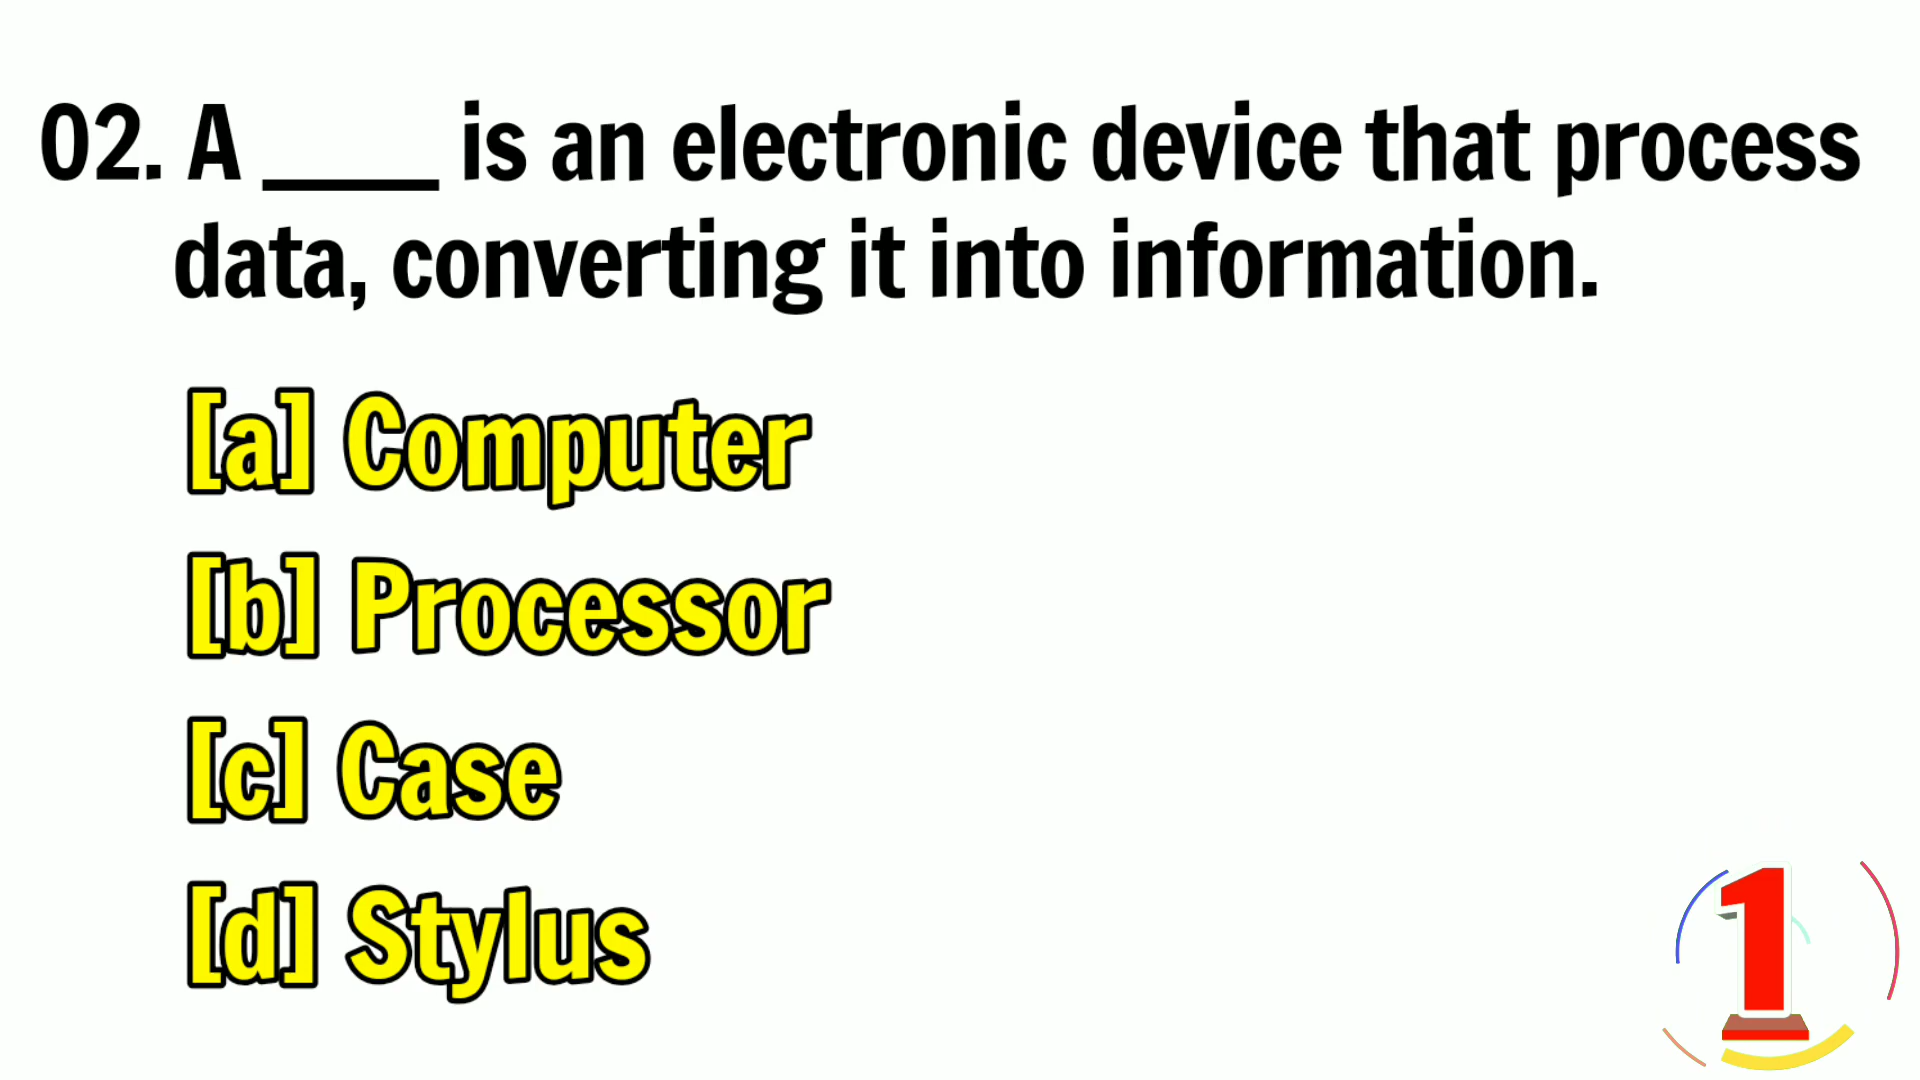 02. A ____ is an electronic device that process
data, converting it into information.
[a] Computer
[b] Processor
[c] Case
[d] Stylus
1